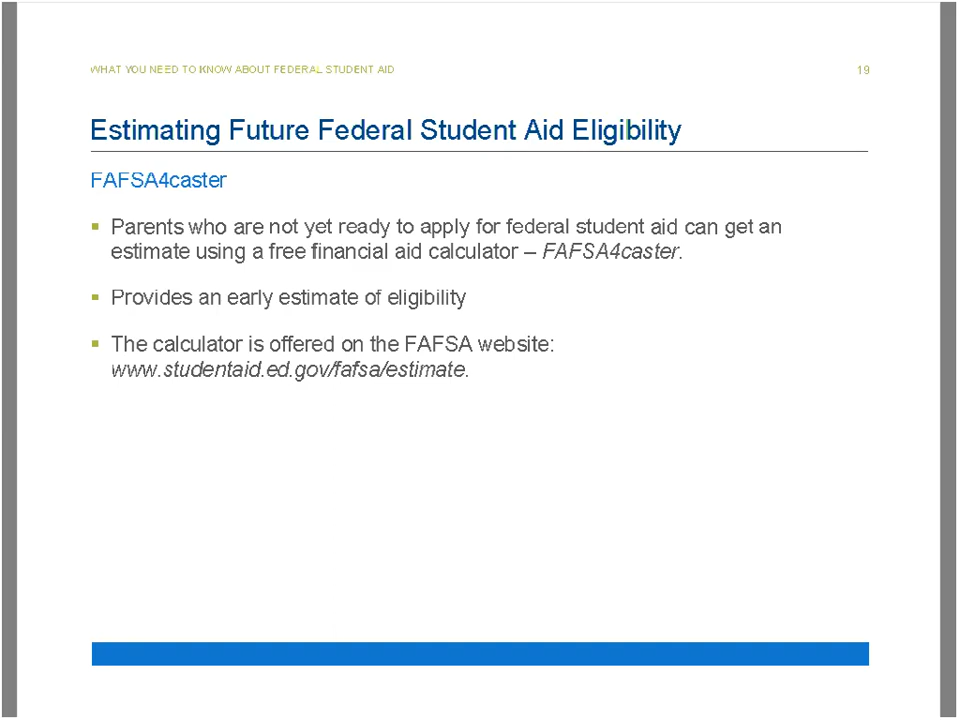 WHAT YOU NEED TO KNOW ABOUT FEDERAL STUDENT AID
19
Estimating Future Federal Student Aid Eligibility
FAFSA4caster
▪ Parents who are not yet ready to apply for federal student aid can get an
estimate using a free financial aid calculator – FAFSA4caster.
▪ Provides an early estimate of eligibility
▪ The calculator is offered on the FAFSA website:
www.studentaid.ed.gov/fafsa/estimate.